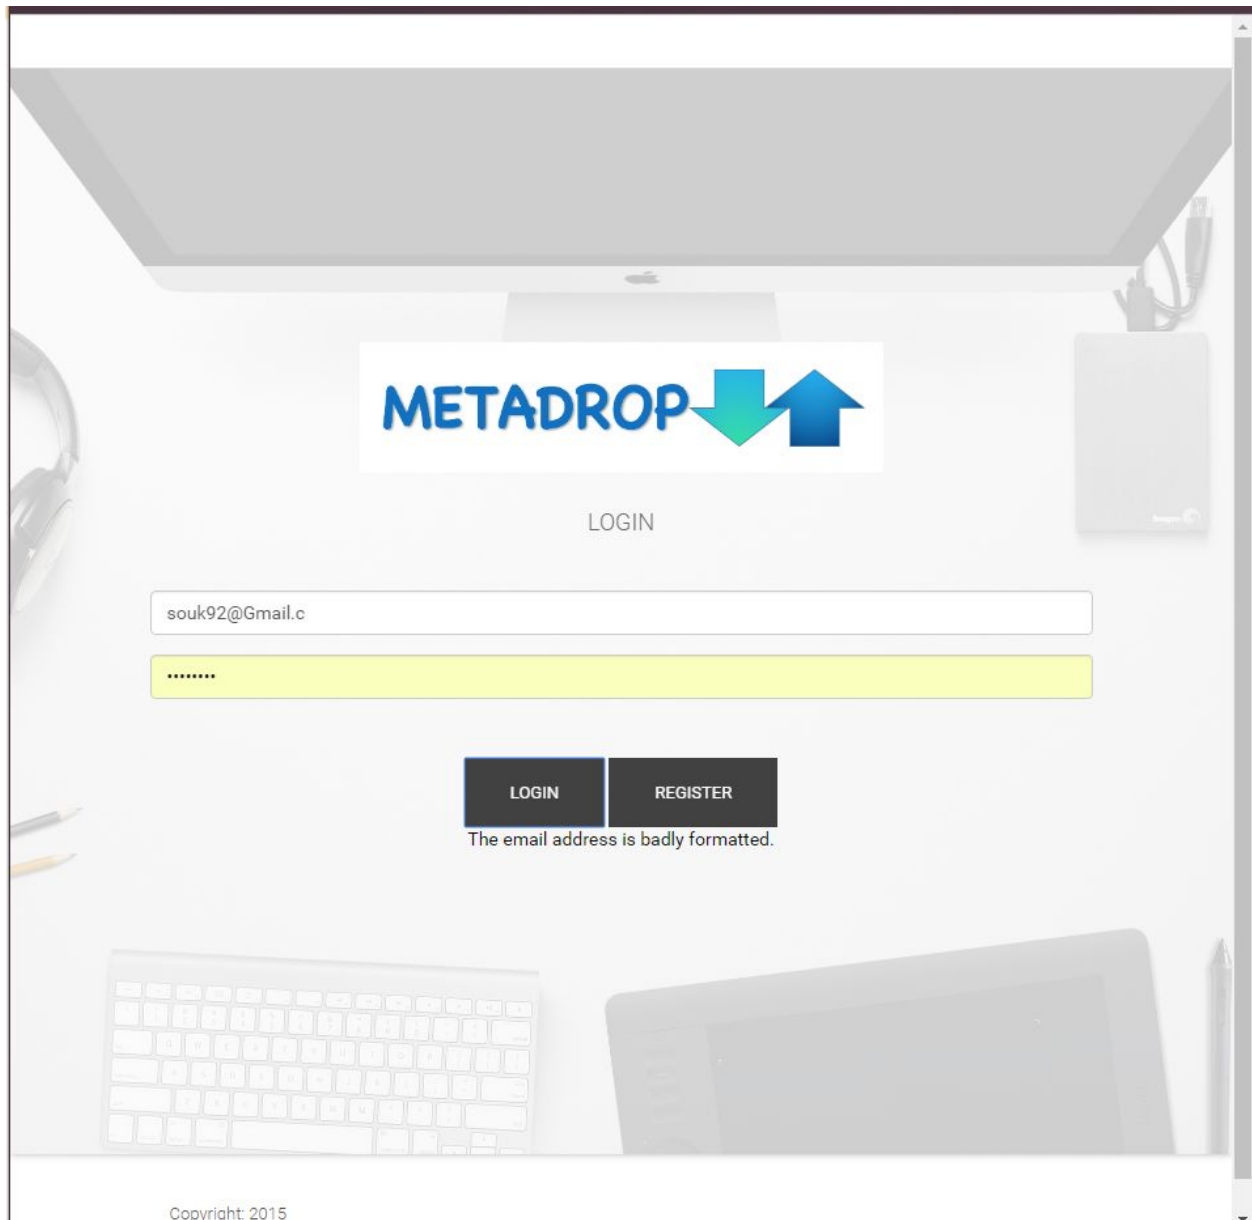 METADROP
LOGIN
souk92@Gmail.c
••••••••
LOGIN REGISTER
The email address is badly formatted.
Copyright: 2015